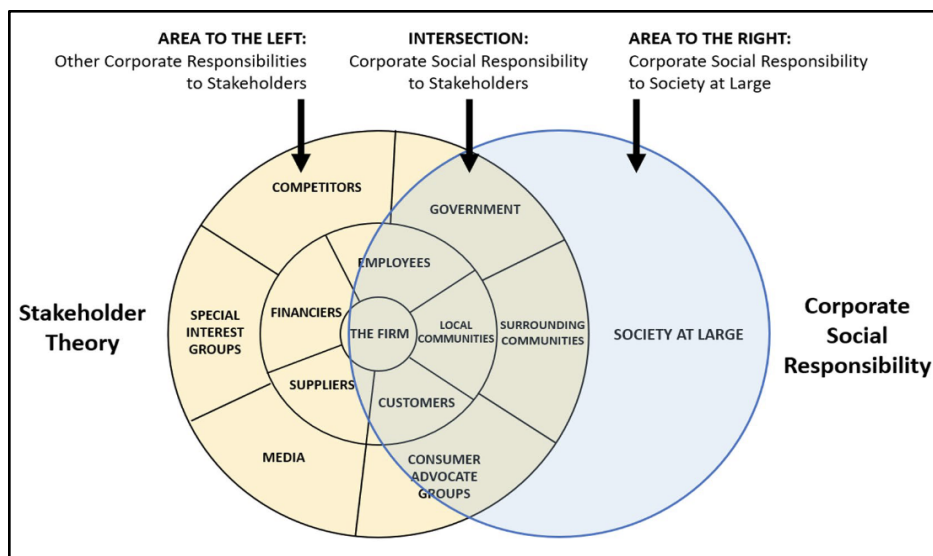 AREA TO THE LEFT:
Other Corporate Responsibilities
to Stakeholders
INTERSECTION:
Corporate Social Responsibility
to Stakeholders
AREA TO THE RIGHT:
Corporate Social Responsibility
to Society at Large
Stakeholder
Theory
COMPETITORS
GOVERNMENT
EMPLOYEES
SPECIAL
INTEREST
GROUPS
FINANCIERS
THE FIRM
LOCAL
COMMUNITIES
SURROUNDING
COMMUNITIES
SOCIETY AT LARGE
SUPPLIERS
CUSTOMERS
MEDIA
CONSUMER
ADVOCATE
GROUPS
Corporate
Social
Responsibility